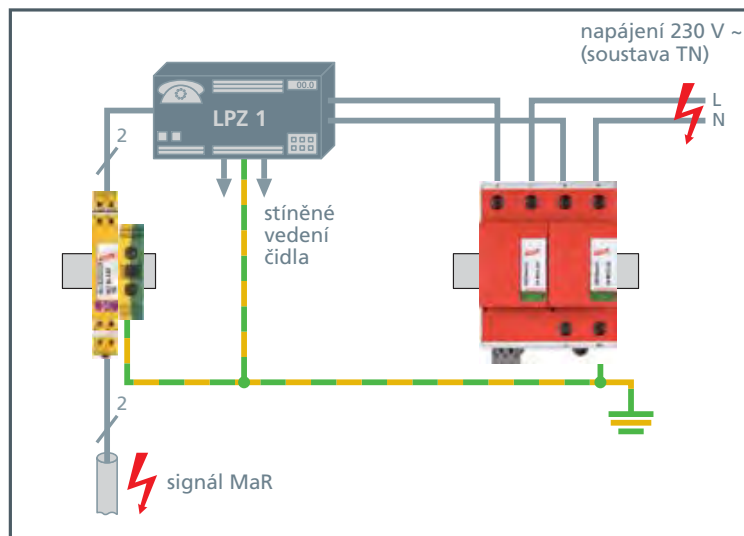 napájení 230 V ~
(soustava TN)
L
N
00.0
LPZ 1
2
stíněné
vedení
čidla
2
signál MaR